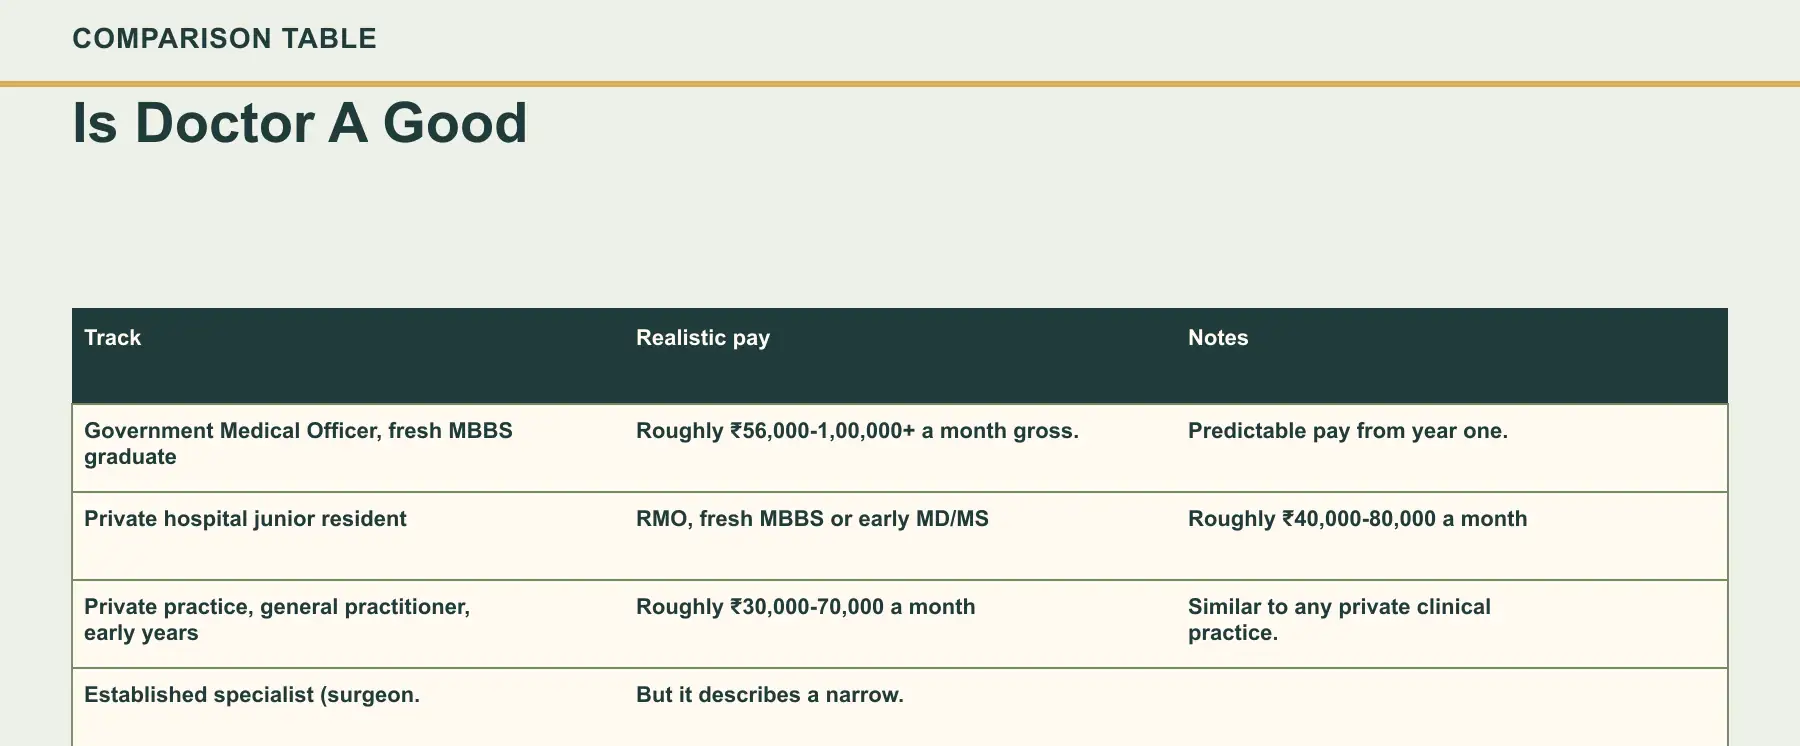 COMPARISON TABLE
Is Doctor A Good
Track
Realistic pay
Notes
Government Medical Officer, fresh MBBS
graduate
Roughly ₹56,000-1,00,000+ a month gross.
Predictable pay from year one.
Private hospital junior resident
RMO, fresh MBBS or early MD/MS
Roughly ₹40,000-80,000 a month
Private practice, general practitioner,
early years
Roughly ₹30,000-70,000 a month
Similar to any private clinical
practice.
Established specialist (surgeon.
But it describes a narrow.